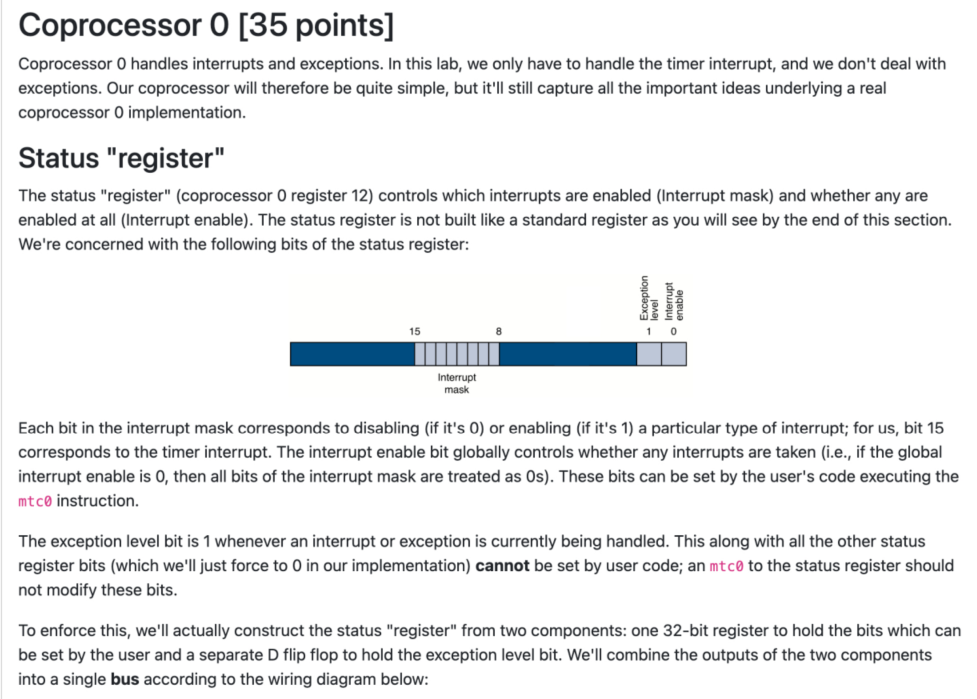 Coprocessor 0 [35 points]
Coprocessor 0 handles interrupts and exceptions. In this lab, we only have to handle the timer interrupt, and we don't deal with
exceptions. Our coprocessor will therefore be quite simple, but it'll still capture all the important ideas underlying a real
coprocessor 0 implementation.
Status "register"
The status "register" (coprocessor 0 register 12) controls which interrupts are enabled (Interrupt mask) and whether any are
enabled at all (Interrupt enable). The status register is not built like a standard register as you will see by the end of this section.
We're concerned with the following bits of the status register:
Exception
level
Interrupt
enable
15 8 1 0
Interrupt
mask
Each bit in the interrupt mask corresponds to disabling (if it's 0) or enabling (if it's 1) a particular type of interrupt; for us, bit 15
corresponds to the timer interrupt. The interrupt enable bit globally controls whether any interrupts are taken (i.e., if the global
interrupt enable is 0, then all bits of the interrupt mask are treated as 0s). These bits can be set by the user's code executing the
mtc0 instruction.
The exception level bit is 1 whenever an interrupt or exception is currently being handled. This along with all the other status
register bits (which we'll just force to 0 in our implementation) cannot be set by user code; an mtc0 to the status register should
not modify these bits.
To enforce this, we'll actually construct the status "register" from two components: one 32-bit register to hold the bits which can
be set by the user and a separate D flip flop to hold the exception level bit. We'll combine the outputs of the two components
into a single bus according to the wiring diagram below: